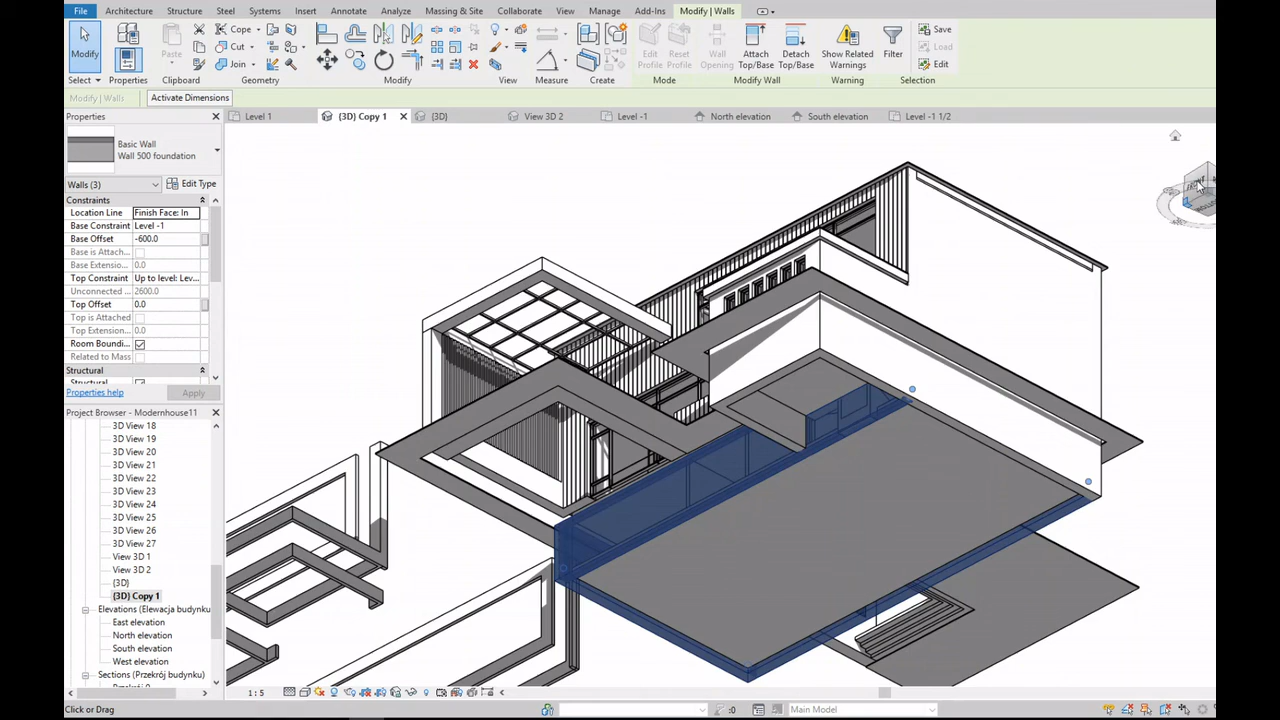 File Architecture Structure Steel Systems Insert Annotate Analyze Massing & Site Collaborate View Manage Add-Ins Modify | Walls
Modify Paste Cope Cut Join Edit Profile Reset Profile Wall Opening Attach Top/Base Detach Top/Base Show Related Warnings Filter Save Load Edit
Select Properties Clipboard Geometry Modify View Measure Create Mode Modify Wall Warning Selection
Modify | Walls Activate Dimensions
Properties
Level 1 {3D} Copy 1 {3D} View 3D 2 Level -1 North elevation South elevation Level -1 1/2
Basic Wall
Wall 500 foundation
Walls (3) Edit Type
Constraints
Location Line Finish Face: In
Base Constraint Level -1
Base Offset -600.0
Base is Attach...
Base Extensio... 0.0
Top Constraint Up to level: Lev...
Unconnected ... 2600.0
Top Offset 0.0
Top is Attached
Top Extension... 0.0
Room Boundi...
Related to Mass
Structural
Structural
Properties help Apply
Project Browser - Modernhouse11
3D View 18
3D View 19
3D View 20
3D View 21
3D View 22
3D View 23
3D View 24
3D View 25
3D View 26
3D View 27
View 3D 1
View 3D 2
{3D}
{3D} Copy 1
Elevations (Elewacja budynku
East elevation
North elevation
South elevation
West elevation
Sections (Przekrój budynku)
1 : 5
Click or Drag :0 Main Model